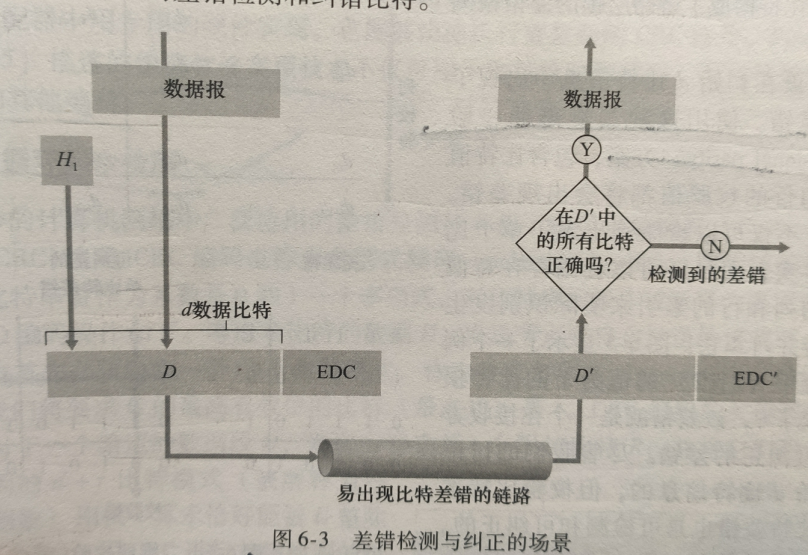 差错检测和纠错比特。
数据报
数据报
H₁
Y
在D′中
的所有比特
正确吗?
N
检测到的差错
d数据比特
D
EDC
D′
EDC′
易出现比特差错的链路
图 6-3 差错检测与纠正的场景